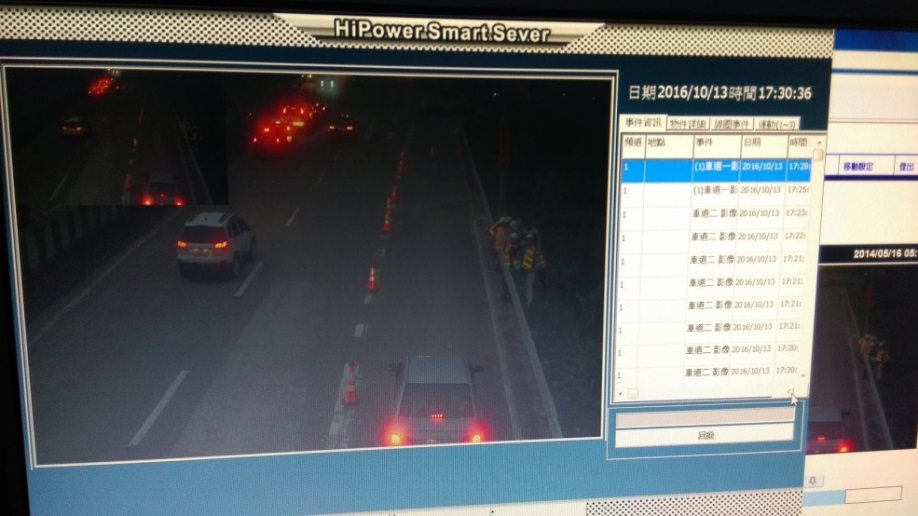 HiPower Smart Sever
日期2016/10/13時間17:30:36
事件資訊 物件詳細 追蹤事件 連動(1~3)
頻道 地點 事件 日期 時間
1 (1)車道一影 2016/10/13 17:29:
1 (1)車道一影 2016/10/13 17:25:
1 車道二 影像 2016/10/13 17:23:
1 車道二 影像 2016/10/13 17:22:
1 車道二 影像 2016/10/13 17:21:
1 車道二 影像 2016/10/13 17:21:
1 車道二 影像 2016/10/13 17:21:
1 車道二 影像 2016/10/13 17:21:
1 車道二 影像 2016/10/13 17:20:
1 車道二 影像 2016/10/13 17:20:
移動設定 登出
2014/05/16 05: